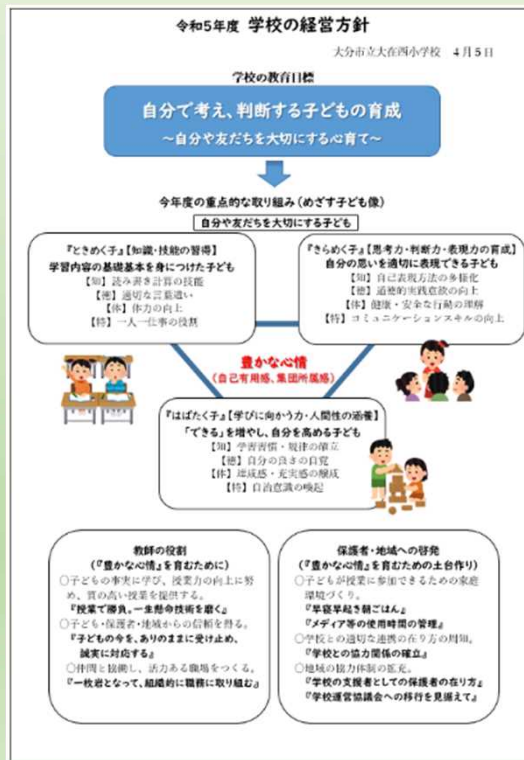 令和5年度 学校の経営方針
大分市立大在西小学校 4月5日
学校の教育目標
自分で考え、判断する子どもの育成
~自分や友だちを大切にする心育て~
今年度の重点的な取り組み(めざす子ども像)
自分や友だちを大切にする子ども
『ときめく子』【知識・技能の習得】
学習内容の基礎基本を身につけた子ども
【知】読み書き計算の技能
【徳】適切な言葉遣い
【体】体力の向上
【特】一人一仕事の役割
『きらめく子』【思考力・判断力・表現力の育成】
自分の思いを適切に表現できる子ども
【知】自己表現方法の多様化
【徳】道徳的実践意欲の向上
【体】健康・安全な行動の理解
【特】コミュニケーションスキルの向上
豊かな心情
(自己有用感、集団所属感)
『はばたく子』【学びに向かう力・人間性の涵養】
「できる」を増やし、自分を高める子ども
【知】学習習慣・規律の確立
【徳】自分の良さの自覚
【体】達成感・充実感の醸成
【特】自治意識の喚起
教師の役割
(『豊かな心情』を育むために)
○子どもの事実に学び、授業力の向上に努
め、質の高い授業を提供する。
『授業で勝負。一生懸命技術を磨く』
○子ども・保護者・地域からの信頼を得る。
『子どもの今を、ありのままに受け止め、
誠実に対応する』
○仲間と協働し、活力ある職場をつくる。
『一枚岩となって、組織的に職務に取り組む』
保護者・地域への啓発
(『豊かな心情』を育むための土台作り)
○子どもが授業に参加できるための家庭
環境づくり。
『早寝早起き朝ごはん』
『メディア等の使用時間の管理』
○学校との適切な連携の在り方の周知。
『学校との協力関係の確立』
○地域の協力体制の拡充。
『学校の支援者としての保護者の在り方』
『学校運営協議会への移行を見据えて』